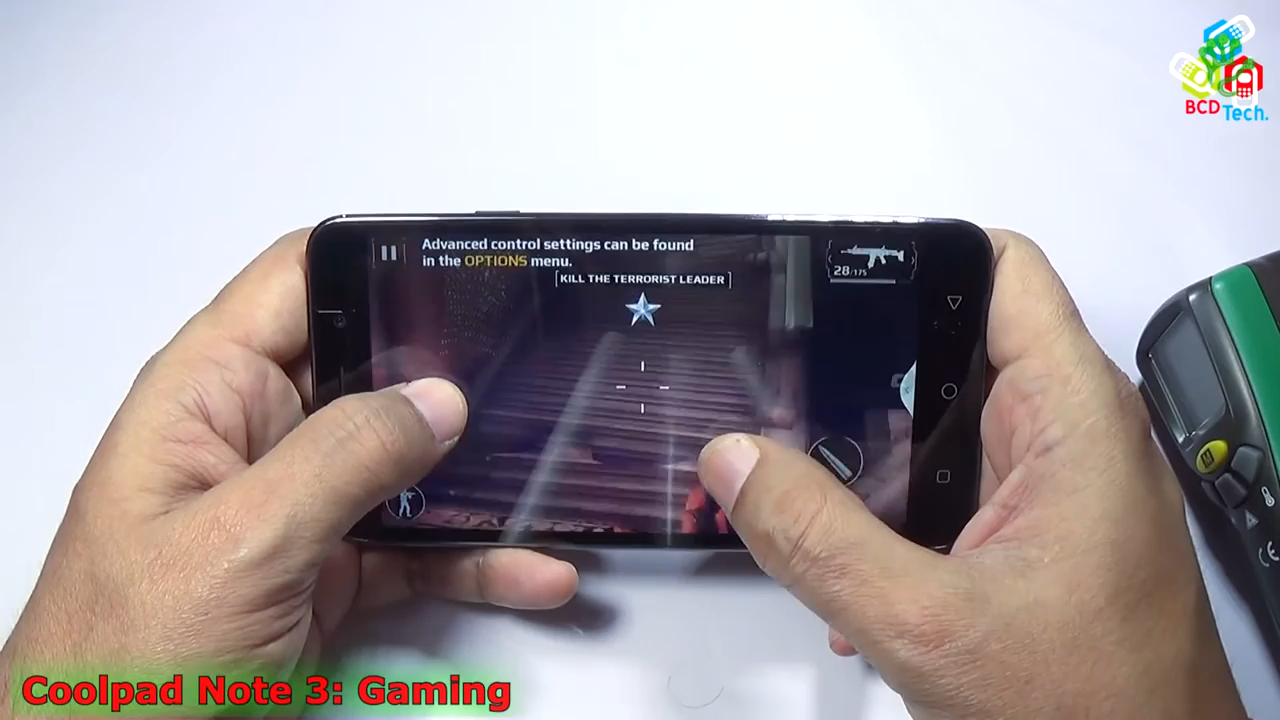 BCD Tech.
Advanced control settings can be found
in the OPTIONS menu.
KILL THE TERRORIST LEADER
28/175
Coolpad Note 3: Gaming